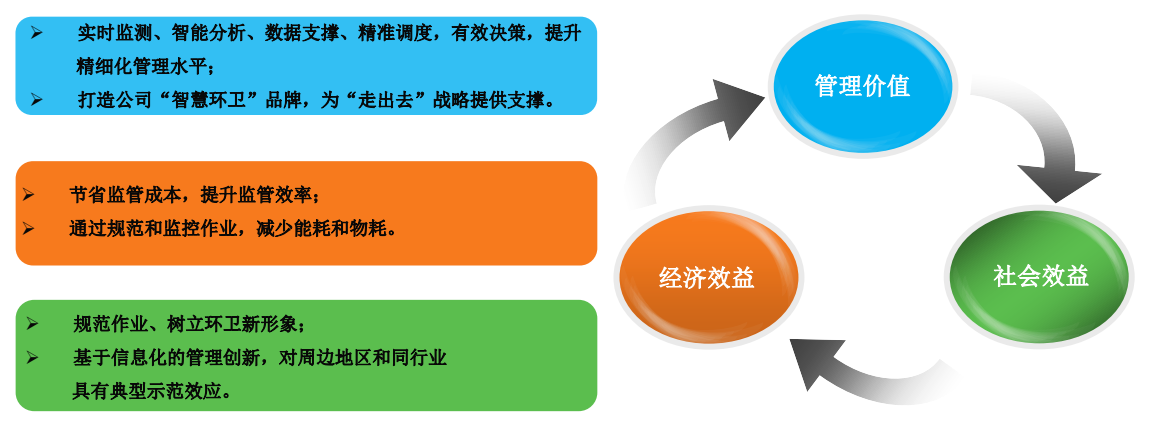 实时监测、智能分析、数据支撑、精准调度，有效决策，提升
精细化管理水平；
打造公司“智慧环卫”品牌，为“走出去”战略提供支撑。
节省监管成本，提升监管效率；
通过规范和监控作业，减少能耗和物耗。
规范作业、树立环卫新形象；
基于信息化的管理创新，对周边地区和同行业
具有典型示范效应。
管理价值
经济效益
社会效益